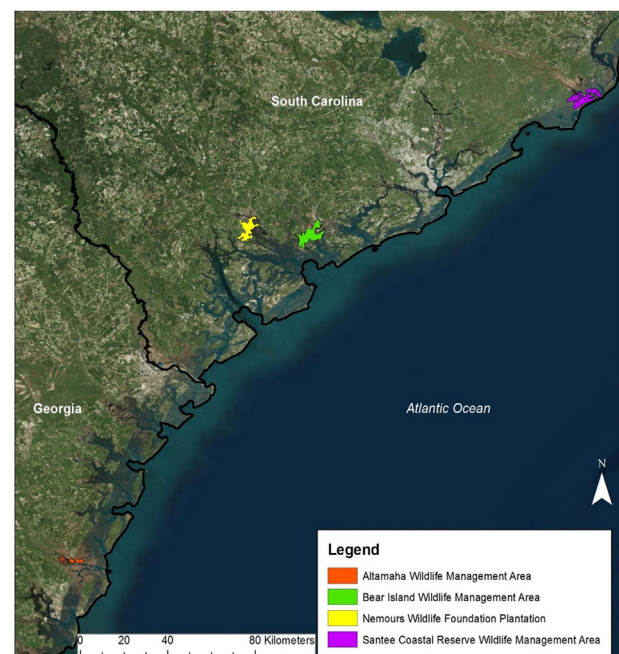 South Carolina
Georgia
Atlantic Ocean
N
Legend
Altamaha Wildlife Management Area
Bear Island Wildlife Management Area
Nemours Wildlife Foundation Plantation
Santee Coastal Reserve Wildlife Management Area
0 20 40 80 Kilometers